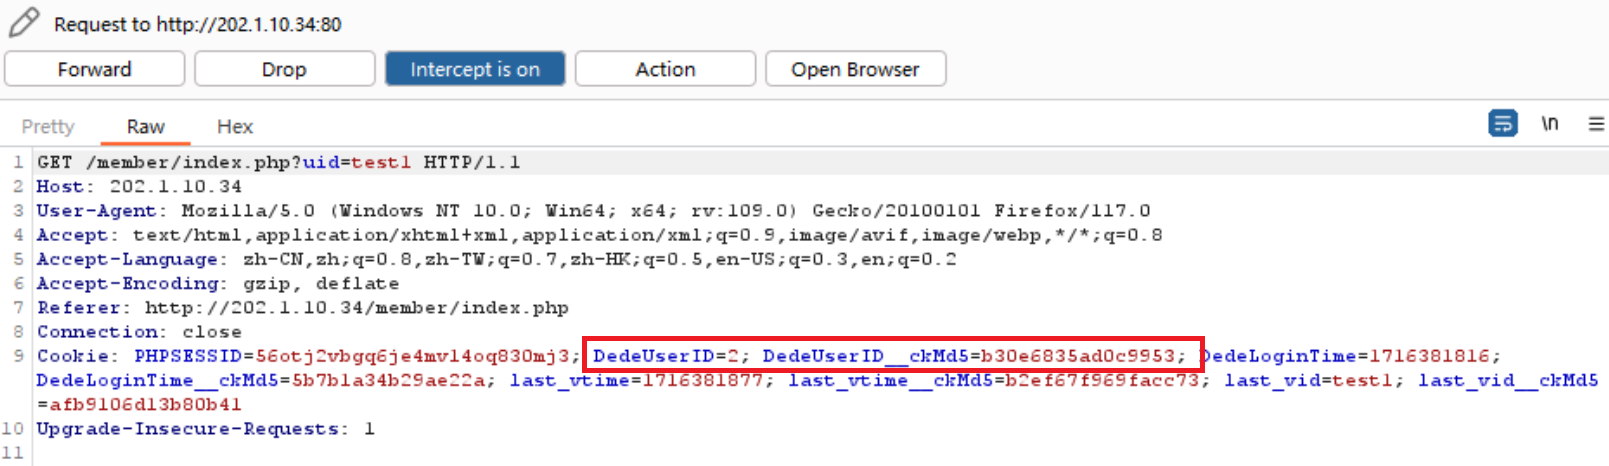 Request to http://202.1.10.34:80
Forward Drop Intercept is on Action Open Browser
Pretty Raw Hex \n
1 GET /member/index.php?uid=test1 HTTP/1.1
2 Host: 202.1.10.34
3 User-Agent: Mozilla/5.0 (Windows NT 10.0; Win64; x64; rv:109.0) Gecko/20100101 Firefox/117.0
4 Accept: text/html,application/xhtml+xml,application/xml;q=0.9,image/avif,image/webp,*/*;q=0.8
5 Accept-Language: zh-CN,zh;q=0.8,zh-TW;q=0.7,zh-HK;q=0.5,en-US;q=0.3,en;q=0.2
6 Accept-Encoding: gzip, deflate
7 Referer: http://202.1.10.34/member/index.php
8 Connection: close
9 Cookie: PHPSESSID=56otj2vbgq6je4mvl4oq830mj3; DedeUserID=2; DedeUserID__ckMd5=b30e6835ad0c9953; DedeLoginTime=1716381816;
DedeLoginTime__ckMd5=5b7b1a34b29ae22a; last_vtime=1716381877; last_vtime__ckMd5=b2ef67f969facc73; last_vid=test1; last_vid__ckMd5
=afb9106d13b80b41
10 Upgrade-Insecure-Requests: 1
11